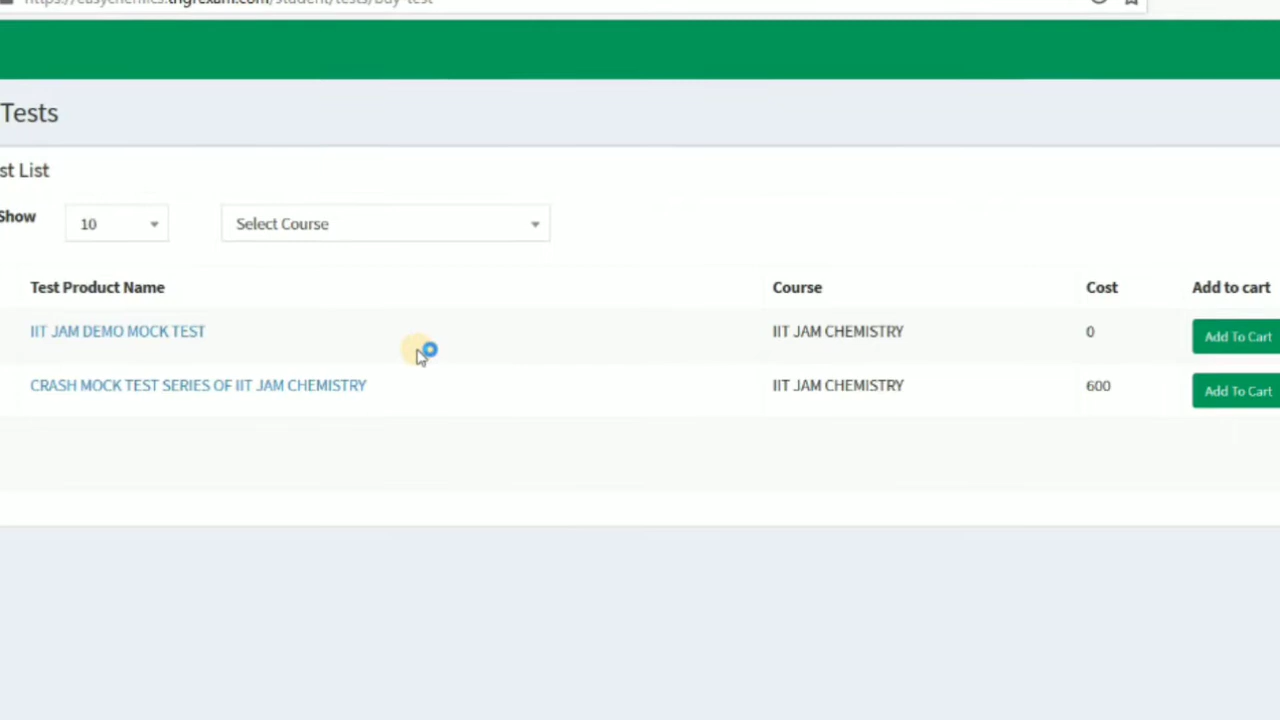 Tests
st List
Show 10 Select Course
Test Product Name Course Cost Add to cart
IIT JAM DEMO MOCK TEST IIT JAM CHEMISTRY 0 Add To Cart
CRASH MOCK TEST SERIES OF IIT JAM CHEMISTRY IIT JAM CHEMISTRY 600 Add To Cart